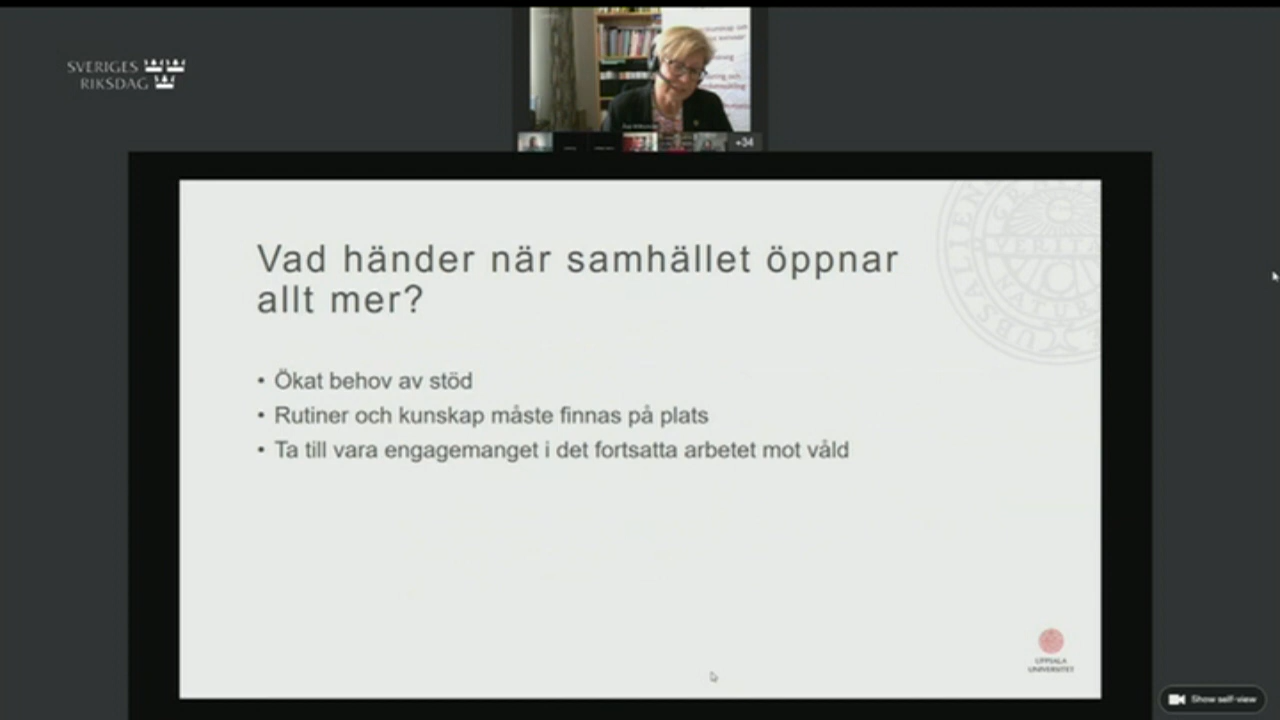 SVERIGES
RIKSDAG
+34
Vad händer när samhället öppnar
allt mer?
• Ökat behov av stöd
• Rutiner och kunskap måste finnas på plats
• Ta till vara engagemanget i det fortsatta arbetet mot våld
UPPSALA
UNIVERSITET
Show self-view